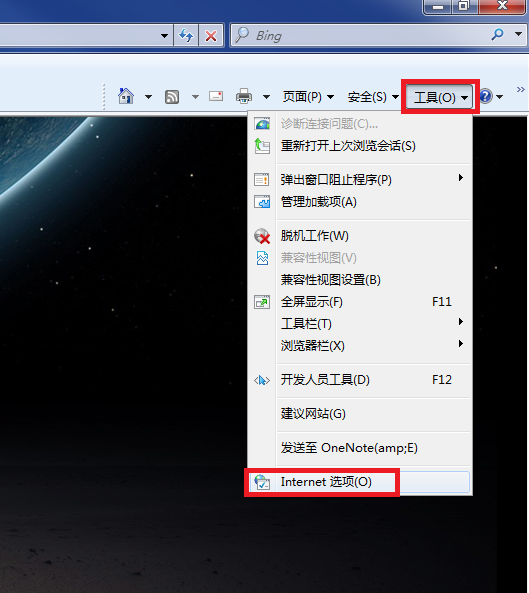 Bing
页面(P) 安全(S) 工具(O)
诊断连接问题(C)...
重新打开上次浏览会话(S)
弹出窗口阻止程序(P)
管理加载项(A)
脱机工作(W)
兼容性视图(V)
兼容性视图设置(B)
全屏显示(F) F11
工具栏(T)
浏览器栏(X)
开发人员工具(D) F12
建议网站(G)
发送至 OneNote(amp;E)
Internet 选项(O)